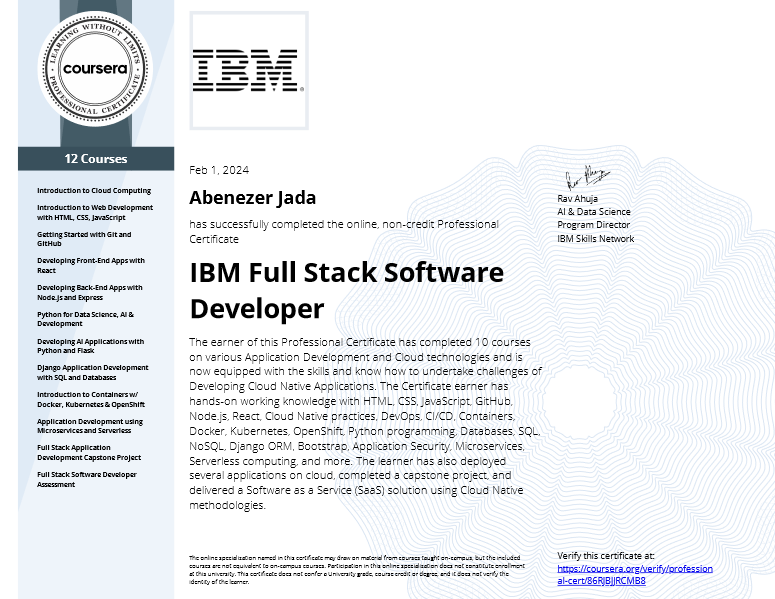 LEARNING WITHOUT LIMITS
coursera
PROFESSIONAL CERTIFICATE
IBM
12 Courses
Introduction to Cloud Computing
Introduction to Web Development
with HTML, CSS, JavaScript
Getting Started with Git and
GitHub
Developing Front-End Apps with
React
Developing Back-End Apps with
Node.js and Express
Python for Data Science, AI &
Development
Developing AI Applications with
Python and Flask
Django Application Development
with SQL and Databases
Introduction to Containers w/
Docker, Kubernetes & OpenShift
Application Development using
Microservices and Serverless
Full Stack Application
Development Capstone Project
Full Stack Software Developer
Assessment
Feb 1, 2024
Abenezer Jada
has successfully completed the online, non-credit Professional
Certificate
IBM Full Stack Software
Developer
The earner of this Professional Certificate has completed 10 courses
on various Application Development and Cloud technologies and is
now equipped with the skills and know how to undertake challenges of
Developing Cloud Native Applications. The Certificate earner has
hands-on working knowledge with HTML, CSS, JavaScript, GitHub,
Node.js, React, Cloud Native practices, DevOps, CI/CD, Containers,
Docker, Kubernetes, OpenShift, Python programming, Databases, SQL,
NoSQL, Django ORM, Bootstrap, Application Security, Microservices,
Serverless computing, and more. The learner has also deployed
several applications on cloud, completed a capstone project, and
delivered a Software as a Service (SaaS) solution using Cloud Native
methodologies.
Rav Ahuja
AI & Data Science
Program Director
IBM Skills Network
The online specialization named in this certificate may draw on material from courses taught on-campus, but the included
courses are not equivalent to on-campus courses. Participation in this online specialization does not constitute enrollment
at this university. This certificate does not confer a University grade, course credit or degree, and it does not verify the
identity of the learner.
Verify this certificate at:
https://coursera.org/verify/profession
al-cert/86RJBJJRCMB8